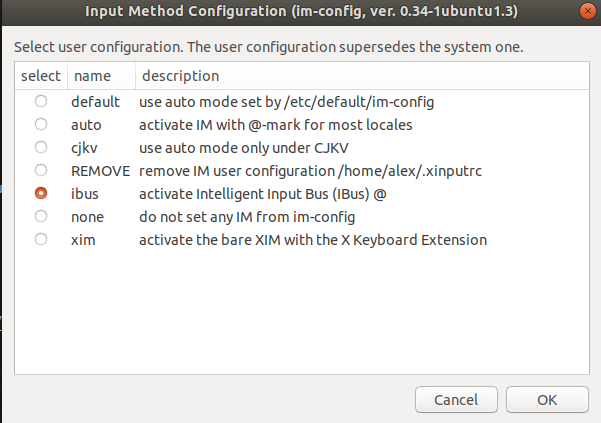 Input Method Configuration (im-config, ver. 0.34-1ubuntu1.3)
Select user configuration. The user configuration supersedes the system one.
select name description
default use auto mode set by /etc/default/im-config
auto activate IM with @-mark for most locales
cjkv use auto mode only under CJKV
REMOVE remove IM user configuration /home/alex/.xinputrc
ibus activate Intelligent Input Bus (IBus) @
none do not set any IM from im-config
xim activate the bare XIM with the X Keyboard Extension
Cancel OK